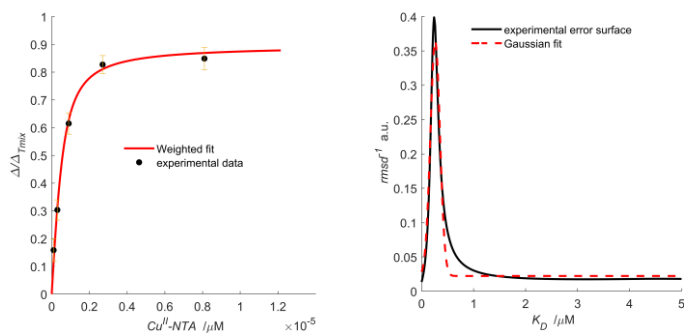 1
0.9
0.8
0.7
0.6
0.5
0.4
0.3
0.2
0.1
0
Δ/Δ_Tmix
Weighted fit
experimental data
0 0.2 0.4 0.6 0.8 1 1.2
×10⁻⁵
Cu^II-NTA /μM
0.4
0.35
0.3
0.25
0.2
0.15
0.1
0.05
0
rmsd⁻¹ a.u.
experimental error surface
Gaussian fit
0 1 2 3 4 5
K_D /μM